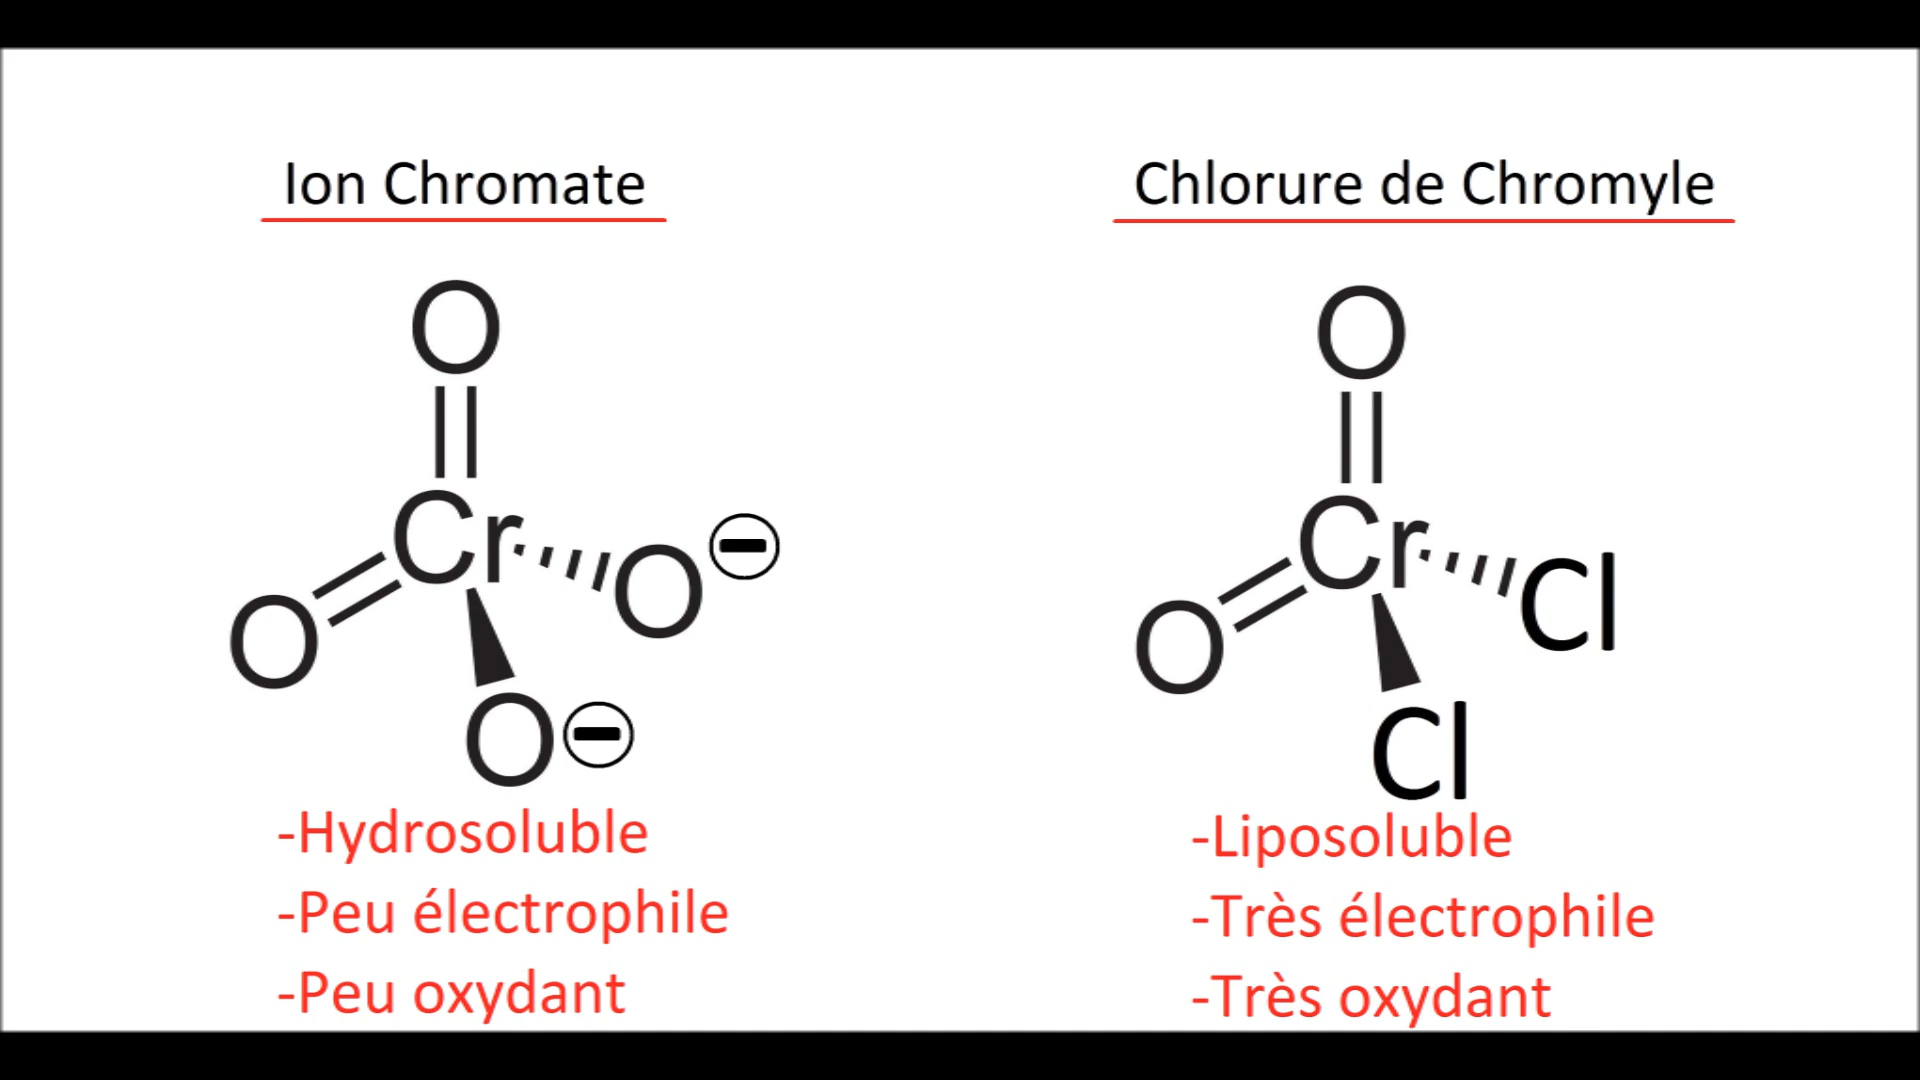 Ion Chromate
O
Cr
O
O
O
-Hydrosoluble
-Peu électrophile
-Peu oxydant
Chlorure de Chromyle
O
Cr
Cl
O
Cl
-Liposoluble
-Très électrophile
-Très oxydant